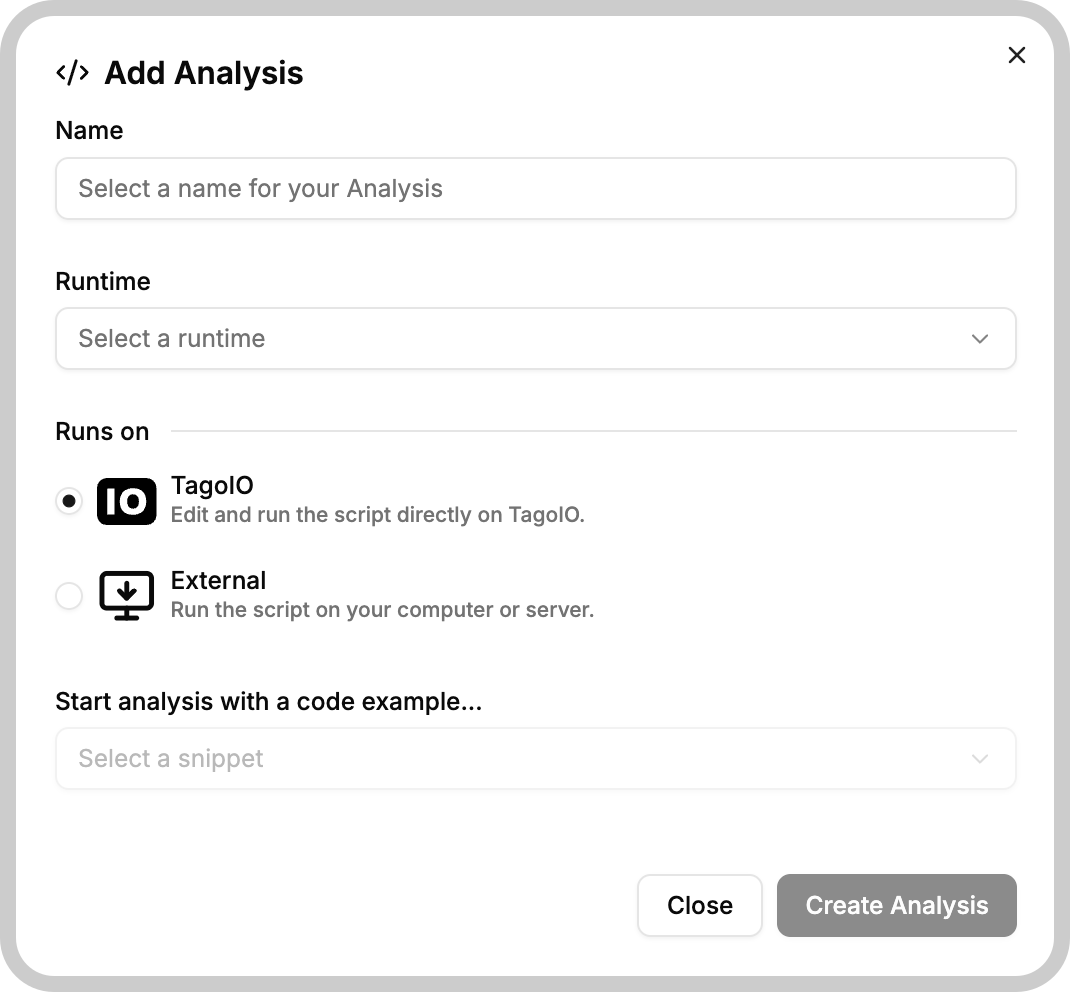 </> Add Analysis
Name
Select a name for your Analysis
Runtime
Select a runtime
Runs on
IO
TagoIO
Edit and run the script directly on TagoIO.
External
Run the script on your computer or server.
Start analysis with a code example...
Select a snippet
Close
Create Analysis